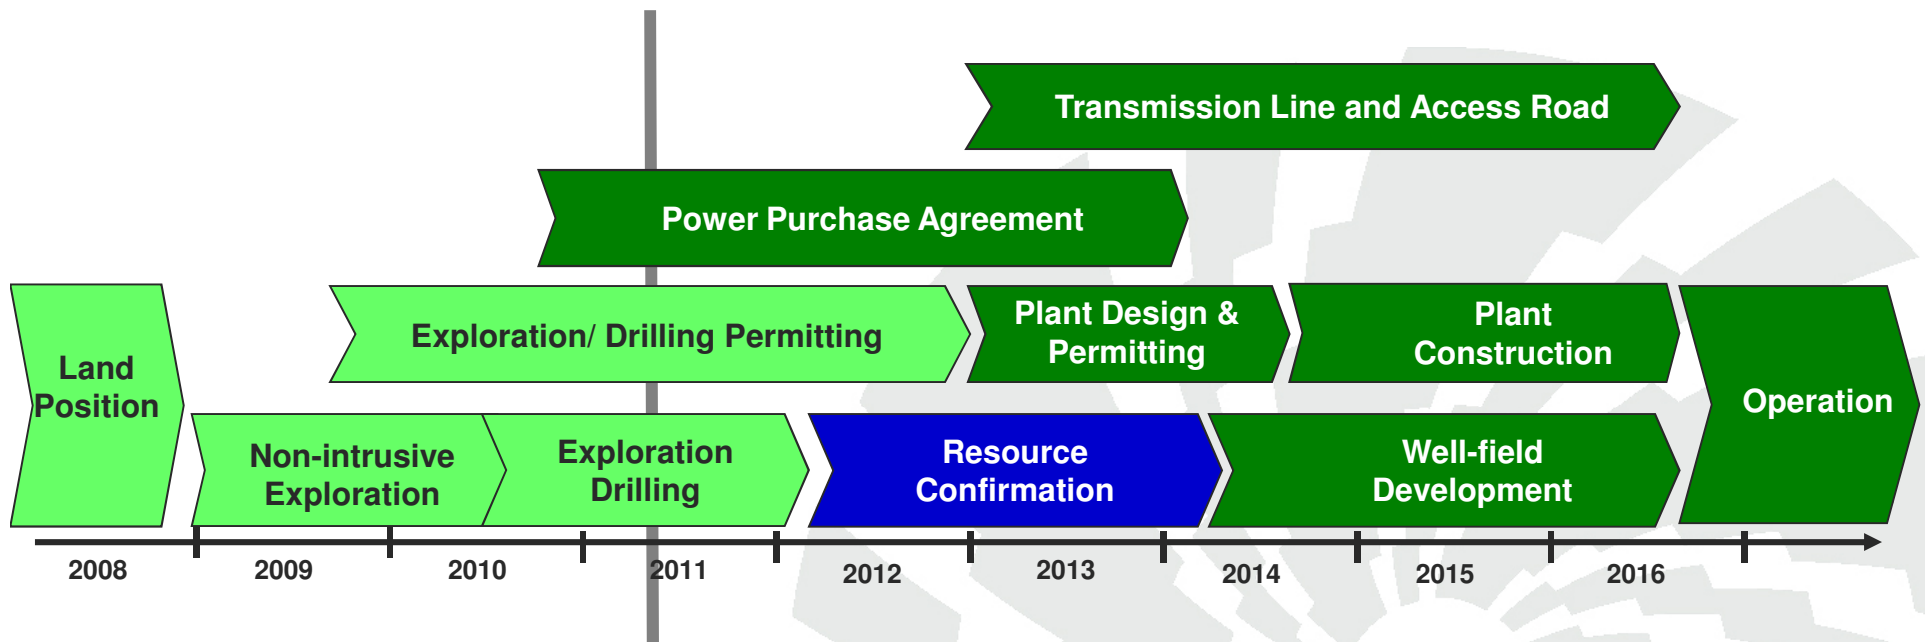 Transmission Line and Access Road
Power Purchase Agreement
Land
Position
Exploration/ Drilling Permitting
Plant Design &
Permitting
Plant
Construction
Operation
Non-intrusive
Exploration
Exploration
Drilling
Resource
Confirmation
Well-field
Development
2008
2009
2010
2011
2012
2013
2014
2015
2016